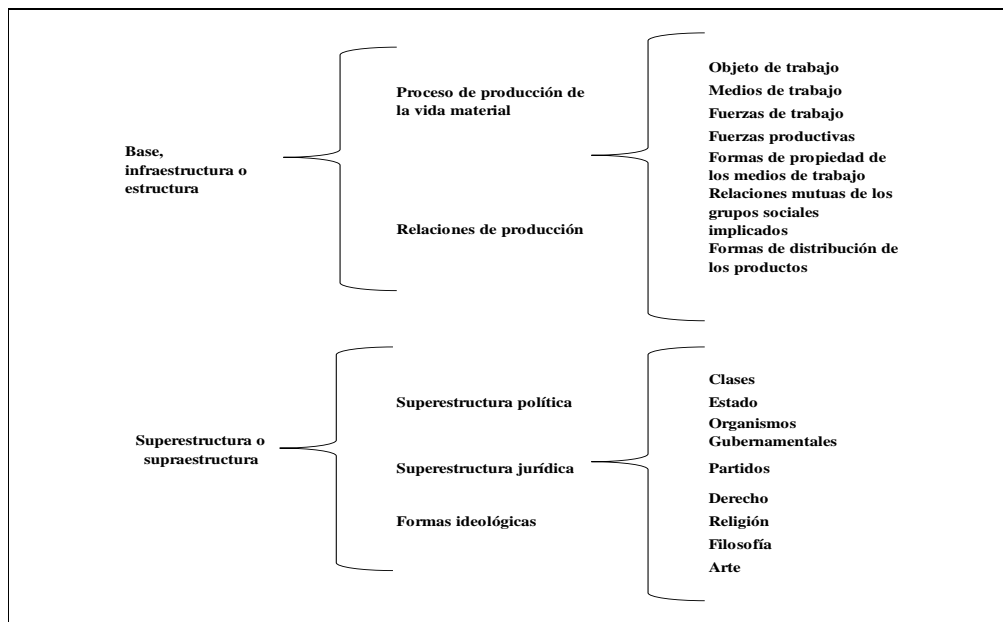 Base,
infraestructura o
estructura
Proceso de producción de
la vida material
Relaciones de producción
Objeto de trabajo
Medios de trabajo
Fuerzas de trabajo
Fuerzas productivas
Formas de propiedad de
los medios de trabajo
Relaciones mutuas de los
grupos sociales
implicados
Formas de distribución de
los productos
Superestructura o
supraestructura
Superestructura política
Superestructura jurídica
Formas ideológicas
Clases
Estado
Organismos
Gubernamentales
Partidos
Derecho
Religión
Filosofía
Arte